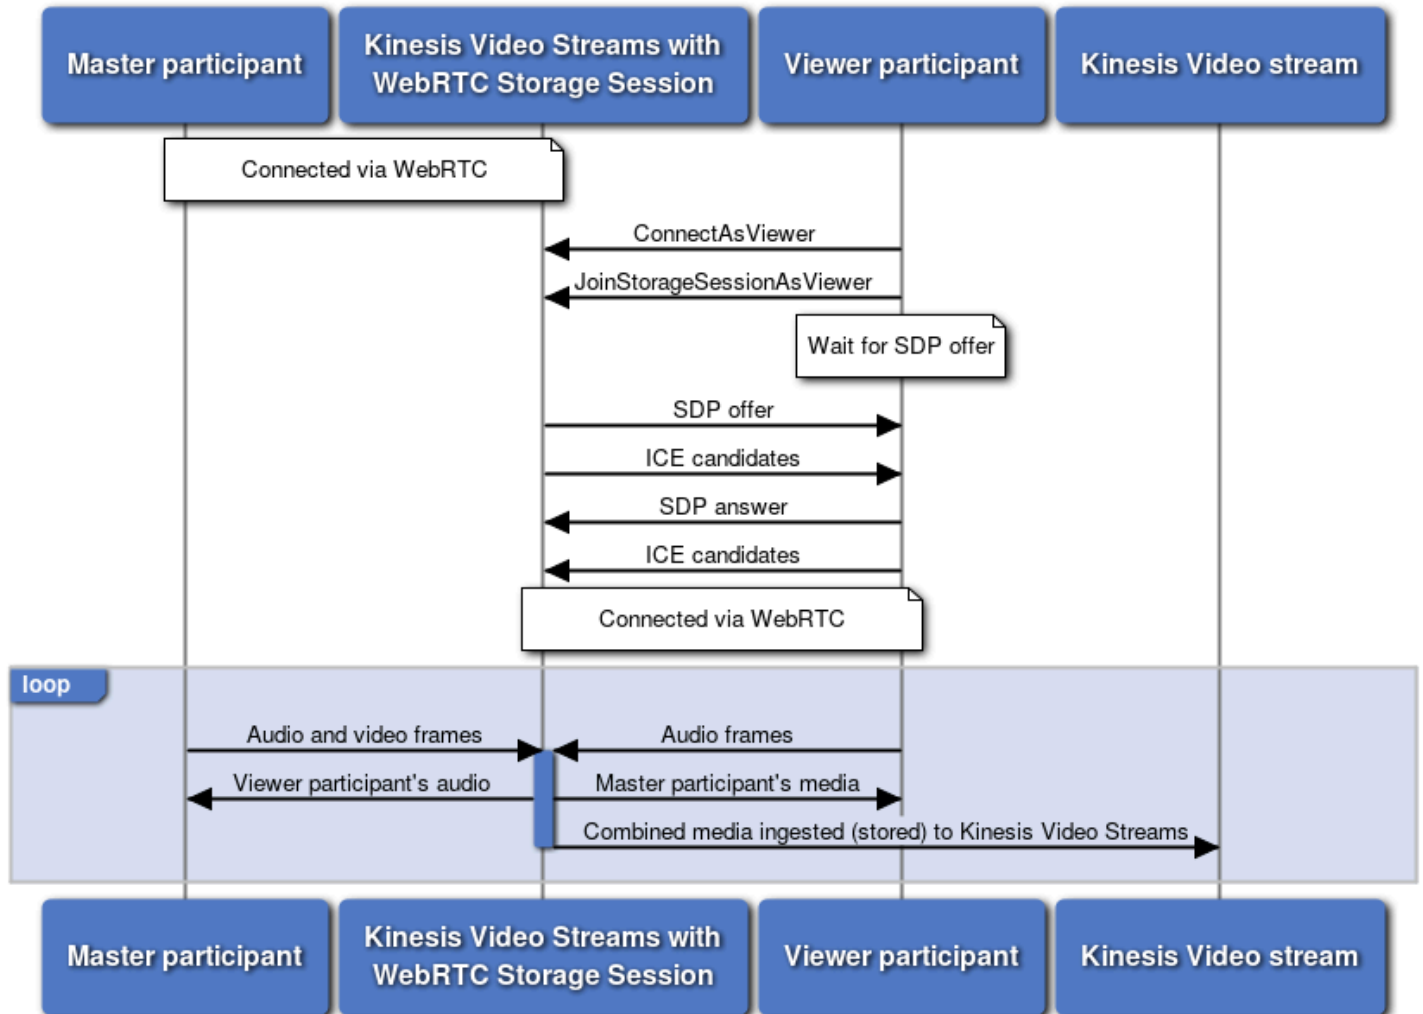 Master participant
Kinesis Video Streams with
WebRTC Storage Session
Viewer participant
Kinesis Video stream
Connected via WebRTC
ConnectAsViewer
JoinStorageSessionAsViewer
Wait for SDP offer
SDP offer
ICE candidates
SDP answer
ICE candidates
Connected via WebRTC
loop
Audio and video frames
Audio frames
Viewer participant's audio
Master participant's media
Combined media ingested (stored) to Kinesis Video Streams
Master participant
Kinesis Video Streams with
WebRTC Storage Session
Viewer participant
Kinesis Video stream